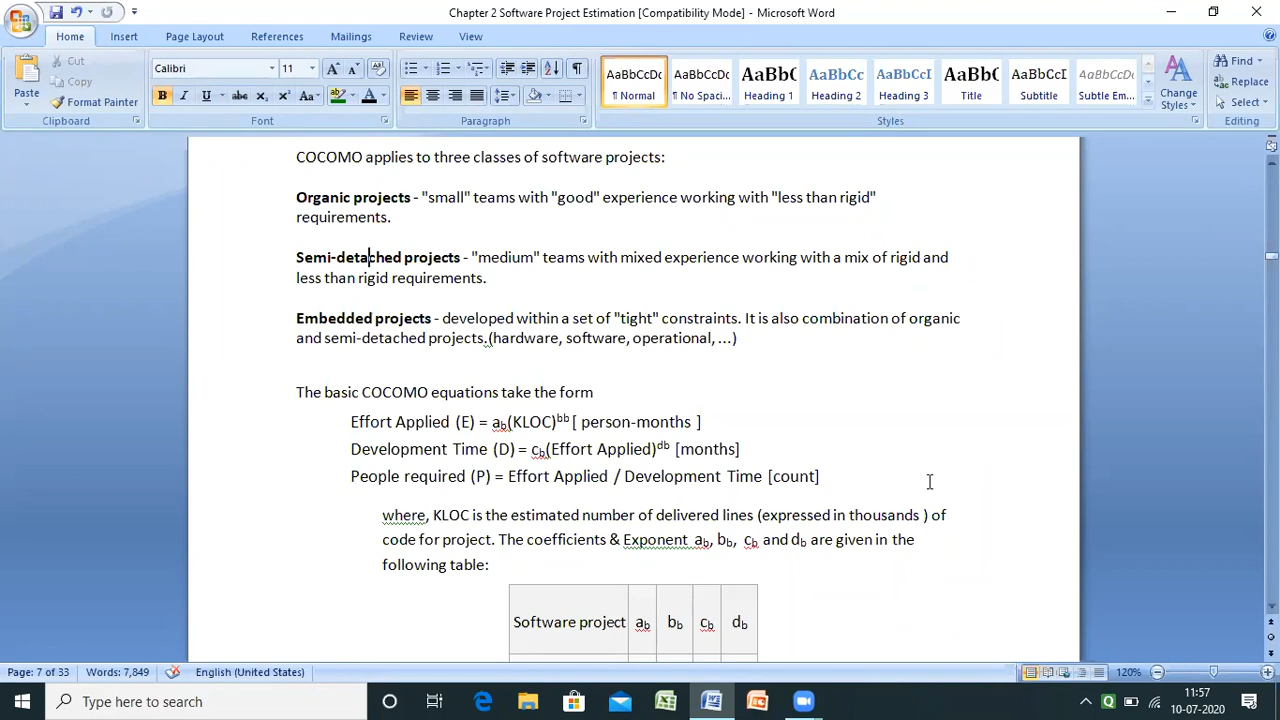 Chapter 2 Software Project Estimation [Compatibility Mode] - Microsoft Word
Home Insert Page Layout References Mailings Review View
Paste
Cut
Copy
Format Painter
Clipboard
Calibri 11
B I U abc x₂ x² Aa A
Font
Paragraph
AaBbCcDc AaBbCcDc AaBbC AaBbCc AaBbCcI AaBbC AaBbCcI AaBbCcI
¶ Normal ¶ No Spaci... Heading 1 Heading 2 Heading 3 Title Subtitle Subtle Em...
Change Styles
Styles
Find
Replace
Select
Editing
COCOMO applies to three classes of software projects:
Organic projects - "small" teams with "good" experience working with "less than rigid"
requirements.
Semi-detached projects - "medium" teams with mixed experience working with a mix of rigid and
less than rigid requirements.
Embedded projects - developed within a set of "tight" constraints. It is also combination of organic
and semi-detached projects.(hardware, software, operational, ...)
The basic COCOMO equations take the form
Effort Applied (E) = ab(KLOC)bb [ person-months ]
Development Time (D) = cb(Effort Applied)db [months]
People required (P) = Effort Applied / Development Time [count]
where, KLOC is the estimated number of delivered lines (expressed in thousands ) of
code for project. The coefficients & Exponent ab, bb, cb and db are given in the
following table:
Software project ab bb cb db
Page: 7 of 33 Words: 7,849 English (United States) 120%
Type here to search
11:57
10-07-2020